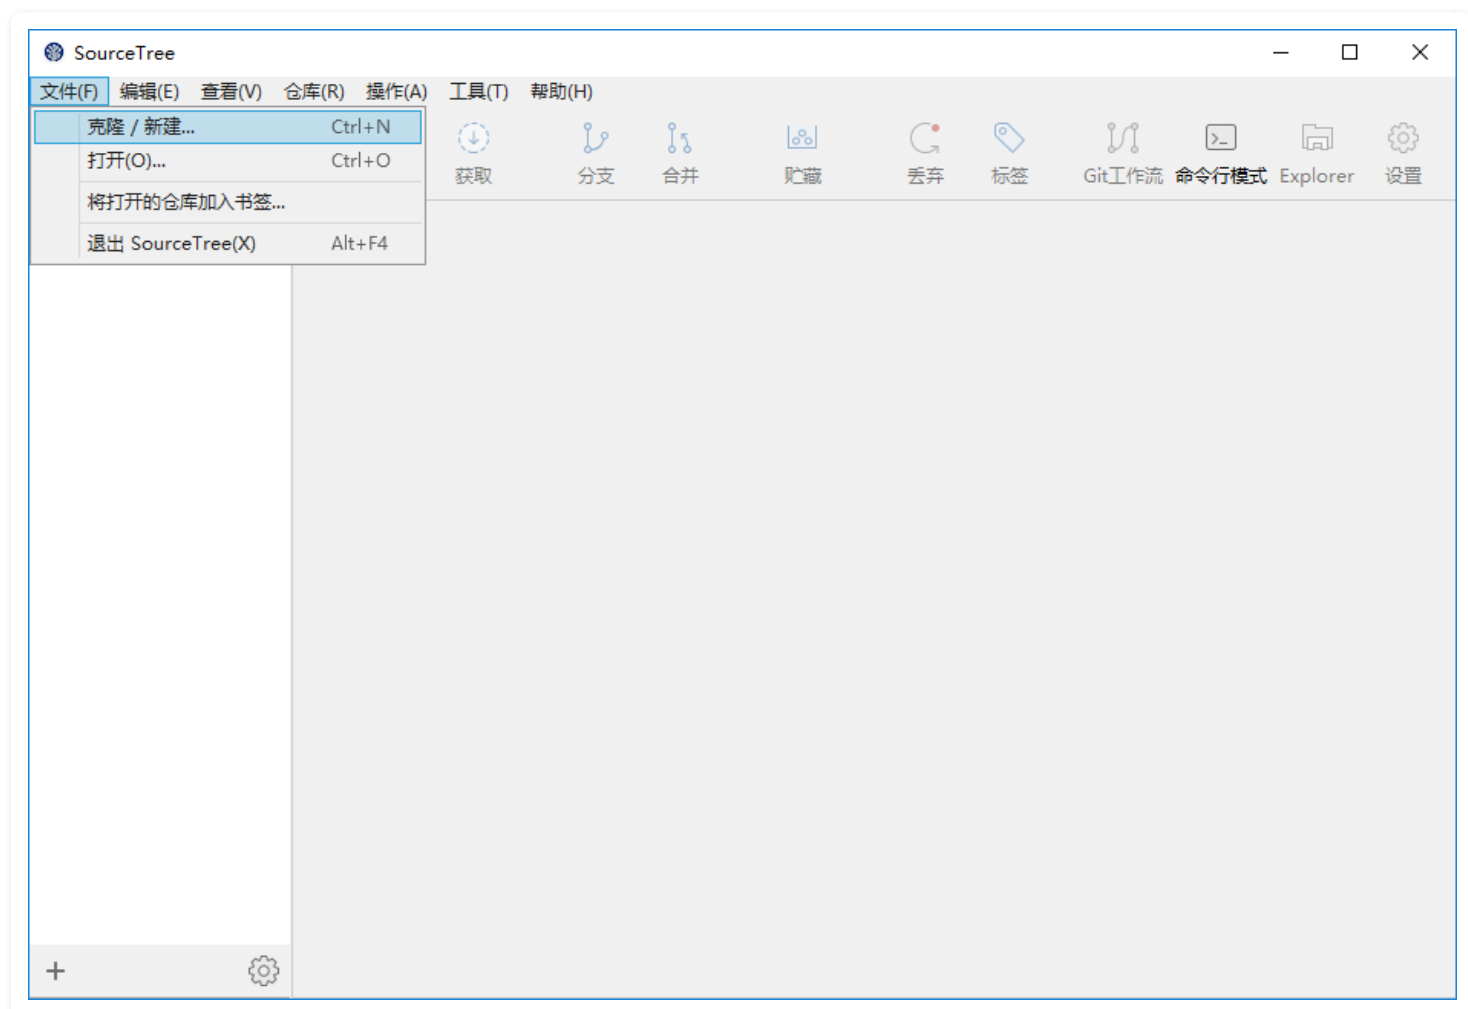 SourceTree
文件(F) 编辑(E) 查看(V) 仓库(R) 操作(A) 工具(T) 帮助(H)
克隆 / 新建... Ctrl+N
打开(O)... Ctrl+O
将打开的仓库加入书签...
退出 SourceTree(X) Alt+F4
获取 分支 合并 贮藏 丢弃 标签 Git工作流 命令行模式 Explorer 设置